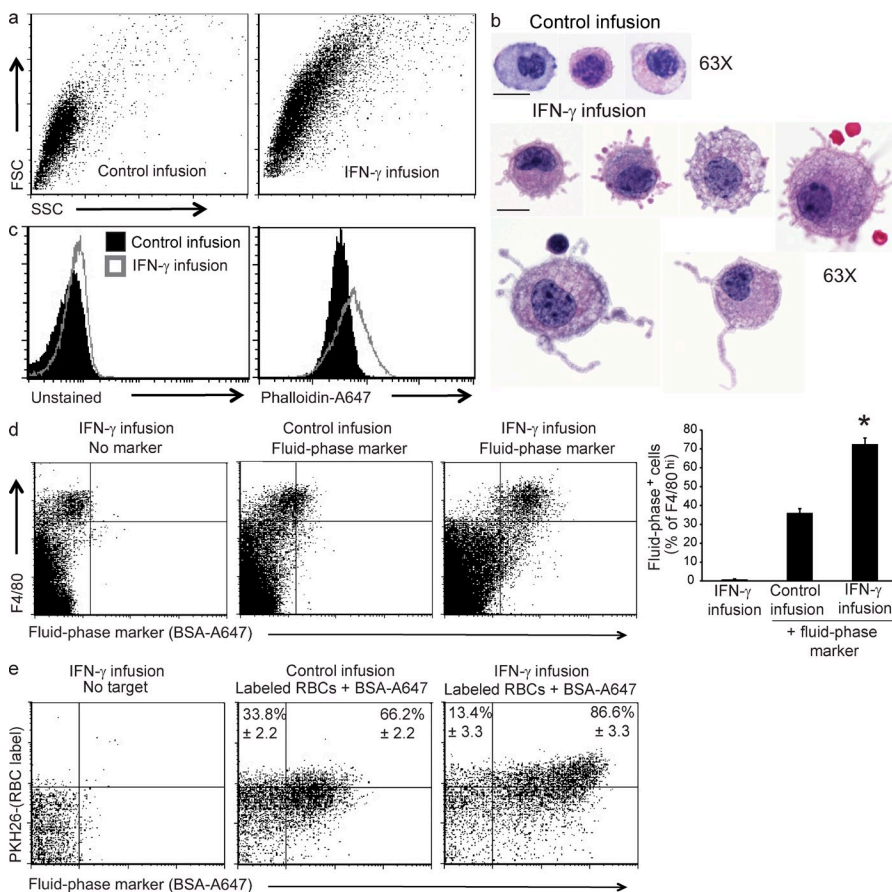 a
FSC
Control infusion
IFN-γ infusion
SSC
b
Control infusion
63X
IFN-γ infusion
63X
c
Control infusion
IFN-γ infusion
Unstained
Phalloidin-A647
d
IFN-γ infusion
No marker
Control infusion
Fluid-phase marker
IFN-γ infusion
Fluid-phase marker
F4/80
Fluid-phase marker (BSA-A647)
Fluid-phase⁺ cells
(% of F4/80ʰⁱ)
80
70
60
50
40
30
20
10
0
*
IFN-γ
infusion
Control
infusion
IFN-γ
infusion
+ fluid-phase
marker
e
IFN-γ infusion
No target
Control infusion
Labeled RBCs + BSA-A647
IFN-γ infusion
Labeled RBCs + BSA-A647
33.8%
± 2.2
66.2%
± 2.2
13.4%
± 3.3
86.6%
± 3.3
PKH26-(RBC label)
Fluid-phase marker (BSA-A647)